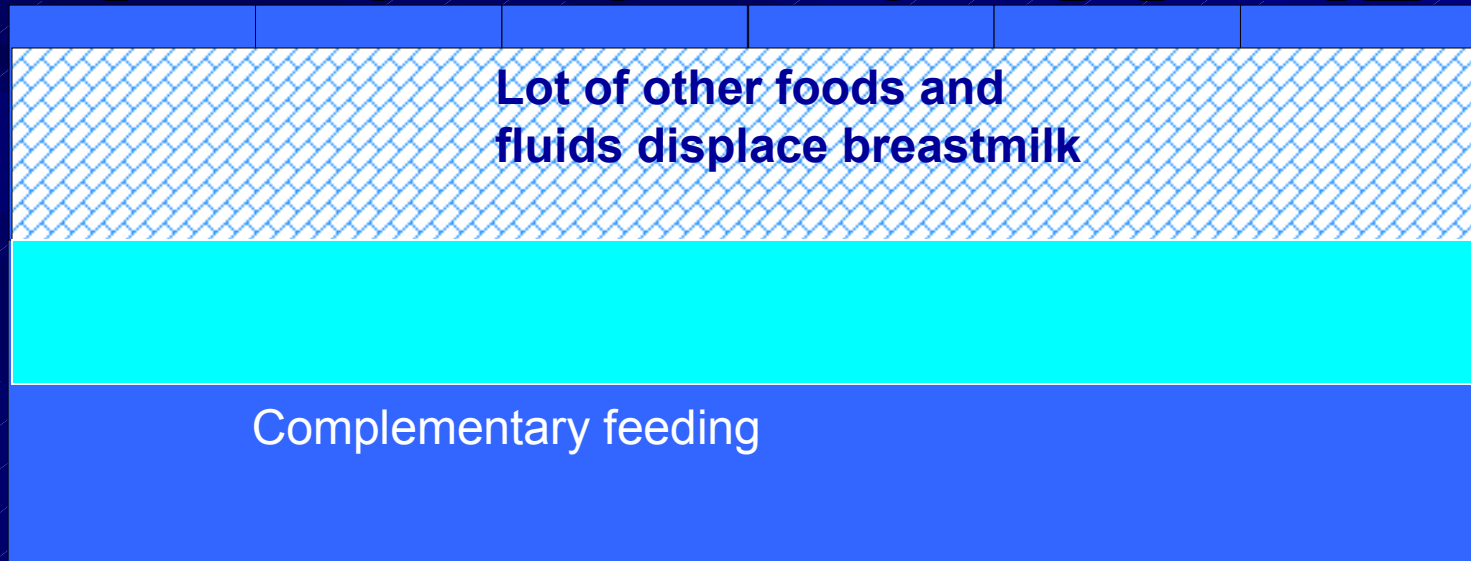 Lot of other foods and
fluids displace breastmilk
Complementary feeding